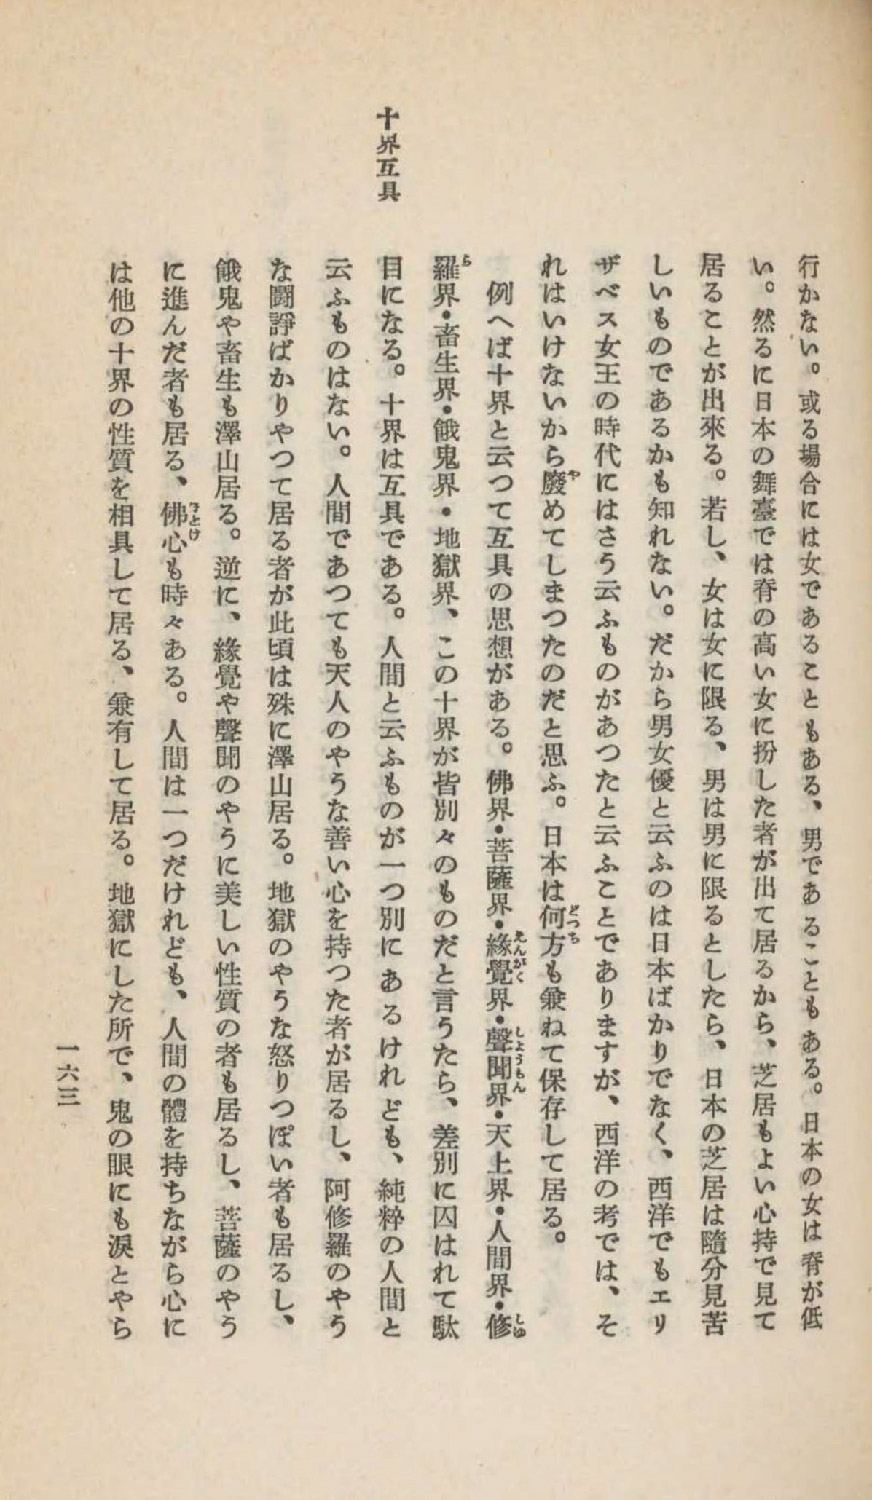 十界互具
行かない。或る場合には女であることもある、男であることもある。日本の女は脊が低
い。然るに日本の舞臺では脊の高い女に扮した者が出て居るから、芝居もよい心持で見て
居ることが出來る。若し、女は女に限る、男は男に限るとしたら、日本の芝居は隨分見苦
しいものであるかも知れない。だから男女優と云ふのは日本ばかりでなく、西洋でもエリ
ザベス女王の時代にはさう云ふものがあつたと云ふことでありますが、西洋の考では、そ
れはいけないから廢めてしまつたのだと思ふ。日本は何方も兼ねて保存して居る。
例へば十界と云つて互具の思想がある。佛界・菩薩界・緣覺界・聲聞界・天上界・人間界・修
羅界・畜生界・餓鬼界・地獄界、この十界が皆別々のものだと言うたら、差別に囚はれて駄
目になる。十界は互具である。人間と云ふものが一つ別にあるけれども、純粹の人間と
云ふものはない。人間であつても天人のやうな善い心を持つた者が居るし、阿修羅のやう
な鬪諍ばかりやつて居る者が此頃は殊に澤山居る。地獄のやうな怒りつぽい者も居るし、
餓鬼や畜生も澤山居る。逆に、緣覺や聲聞のやうに美しい性質の者も居るし、菩薩のやう
に進んだ者も居る、佛心も時々ある。人間は一つだけれども、人間の體を持ちながら心に
は他の十界の性質を相具して居る、兼有して居る。地獄にした所で、鬼の眼にも淚とやら
一六三